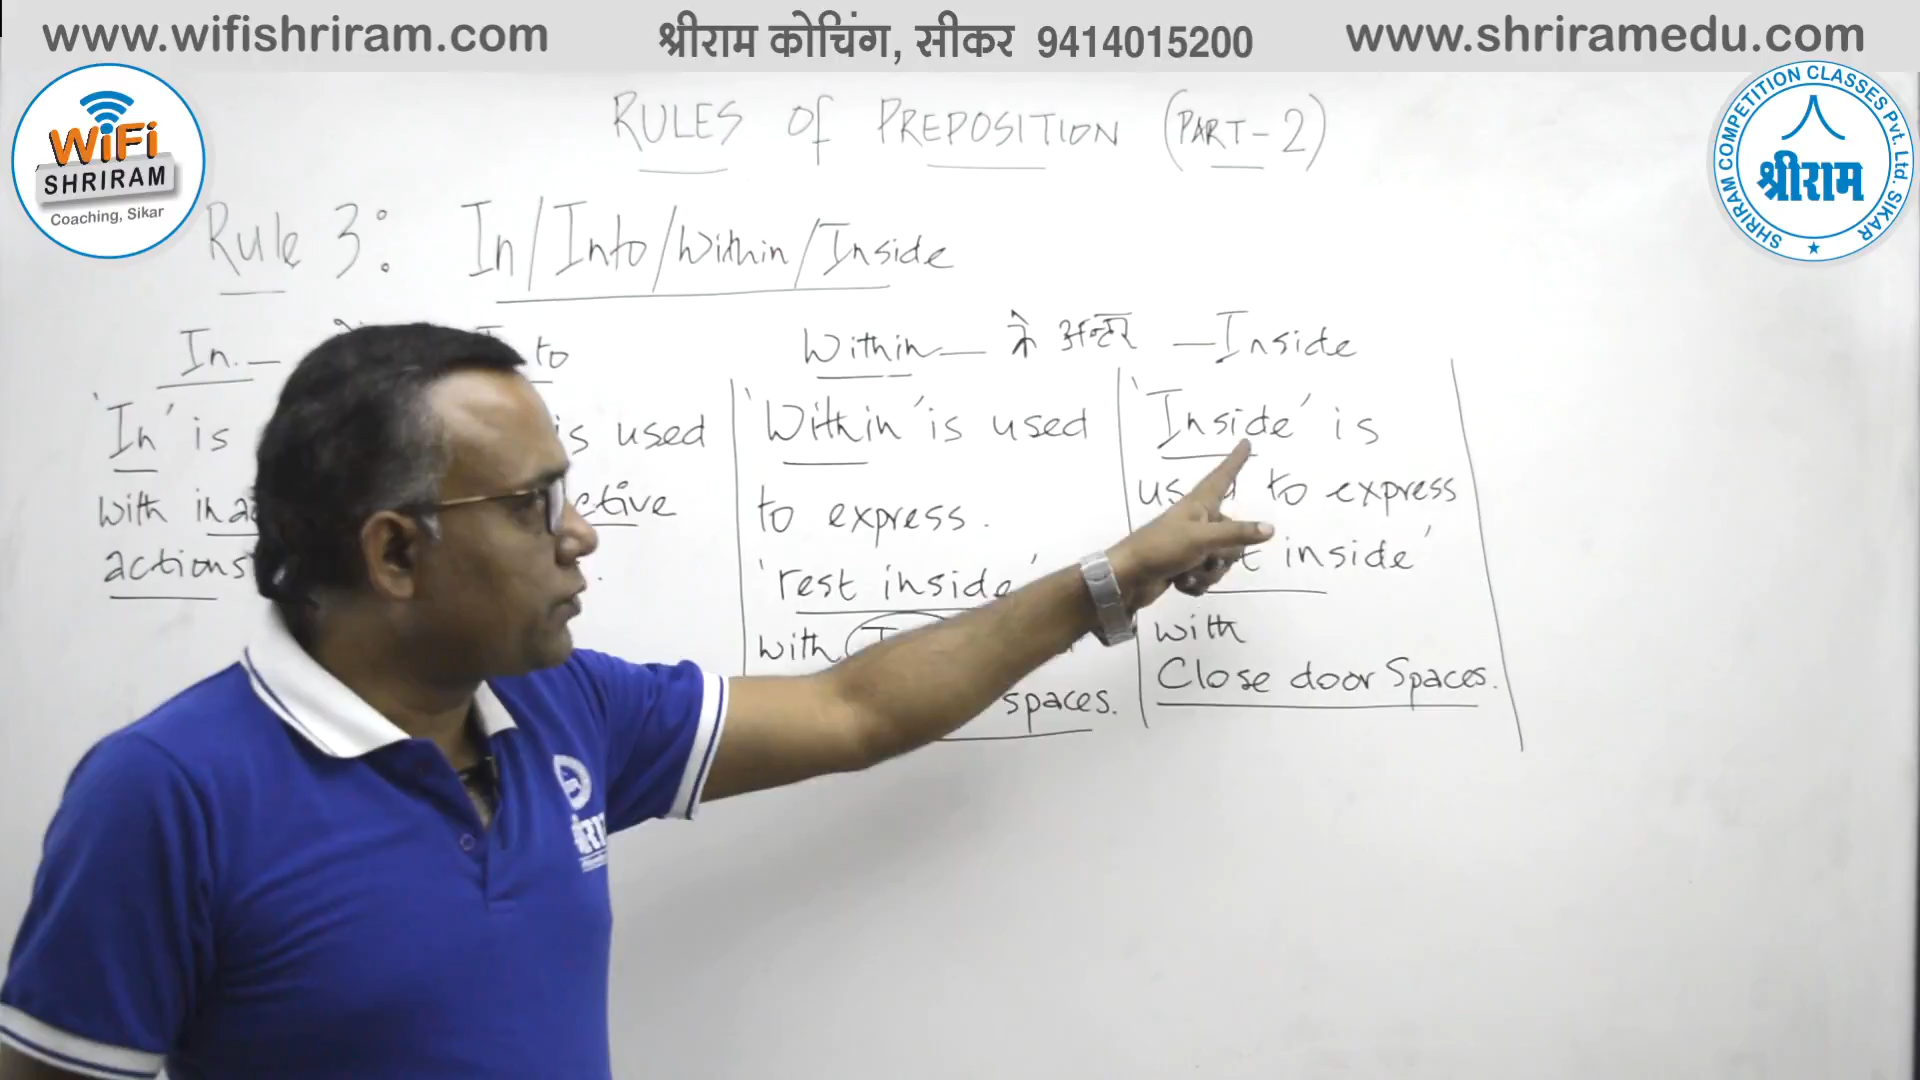 www.wifishriram.com
श्रीराम कोचिंग, सीकर 9414015200
www.shriramedu.com
WiFi
SHRIRAM
Coaching, Sikar
SHRIRAM COMPETITION CLASSES Pvt. Ltd. SIKAR
श्रीराम
RULES Of PREPOSITION (PART-2)
Rule 3: In/Into/Within/Inside
In.—
to
Within — के अन्दर — Inside
'In' is
with
actions
is used
'Within' is used
to express.
'rest inside'
with
spaces.
'Inside' is
used to express
inside'
with
Close door Spaces.